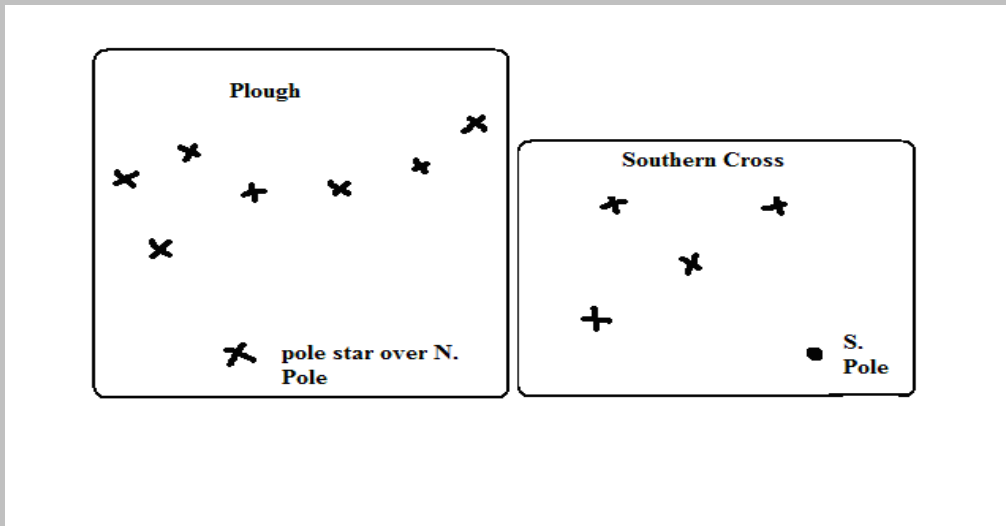 Plough
pole star over N.
Pole
Southern Cross
S.
Pole